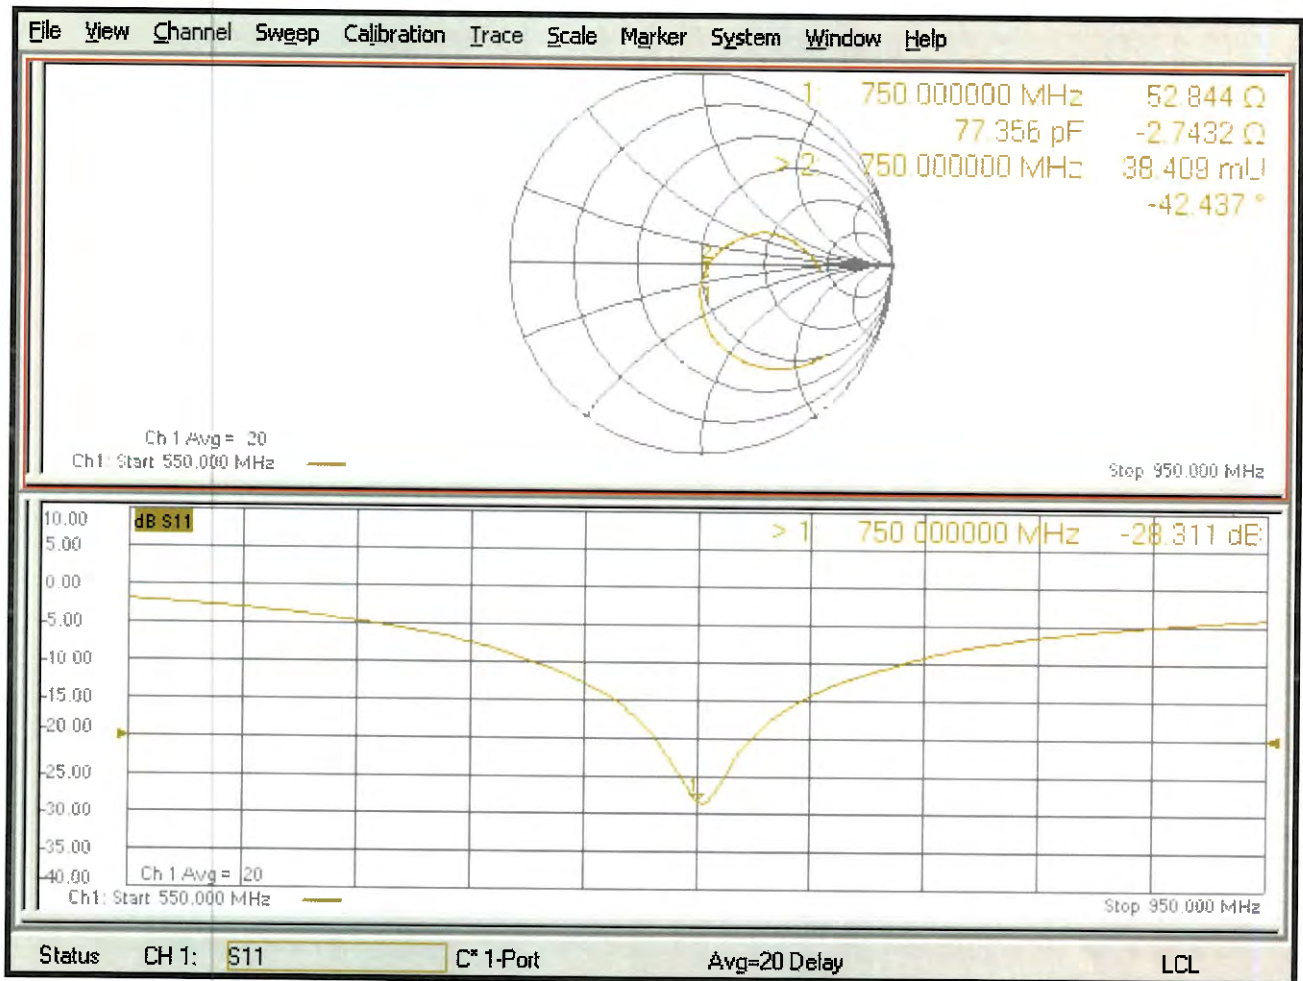 File View Channel Sweep Calibration Trace Scale Marker System Window Help
1: 750.000000 MHz 52.844 Ω
77.356 pF -2.7432 Ω
> 2: 750.000000 MHz 38.409 mU
-42.437 °
2
1
Ch 1 Avg = 20
Ch1: Start 550.000 MHz
Stop 950.000 MHz
10.00
dB S11
> 1 750.000000 MHz -28.311 dB
5.00
0.00
-5.00
-10.00
-15.00
-20.00
-25.00
1
-30.00
-35.00
-40.00
Ch 1 Avg = 20
Ch1: Start 550.000 MHz
Stop 950.000 MHz
Status CH 1: S11 C* 1-Port Avg=20 Delay LCL